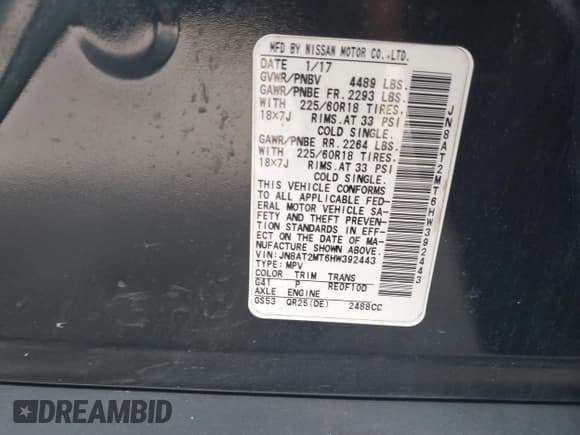 MFD BY NISSAN MOTOR CO.,LTD.
DATE 1/17
GVWR/PNBV 4489 LBS.
GAWR/PNBE FR. 2293 LBS.
WITH 225/60R18 TIRES.
18×7J RIMS. AT 33 PSI
COLD SINGLE.
GAWR/PNBE RR. 2264 LBS.
WITH 225/60R18 TIRES.
18×7J RIMS. AT 33 PSI
COLD SINGLE.
THIS VEHICLE CONFORMS
TO ALL APPLICABLE FED-
ERAL MOTOR VEHICLE SA-
FETY AND THEFT PREVEN-
TION STANDARDS IN EFF-
ECT ON THE DATE OF MA-
NUFACTURE SHOWN ABOVE.
VIN: JN8AT2MT6HW392443
TYPE: MPV
COLOR TRIM TRANS
G41 P RE0F10D
AXLE ENGINE
GS53 QR25(DE) 2488CC
JN8AT2MT6HW392443
DREAMBID